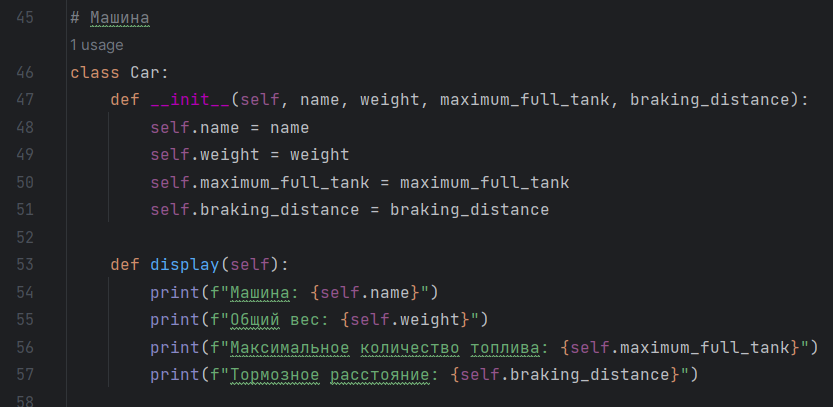 45 # Машина
1 usage
46 class Car:
47     def __init__(self, name, weight, maximum_full_tank, braking_distance):
48         self.name = name
49         self.weight = weight
50         self.maximum_full_tank = maximum_full_tank
51         self.braking_distance = braking_distance
52
53     def display(self):
54         print(f"Машина: {self.name}")
55         print(f"Общий вес: {self.weight}")
56         print(f"Максимальное количество топлива: {self.maximum_full_tank}")
57         print(f"Тормозное расстояние: {self.braking_distance}")
58